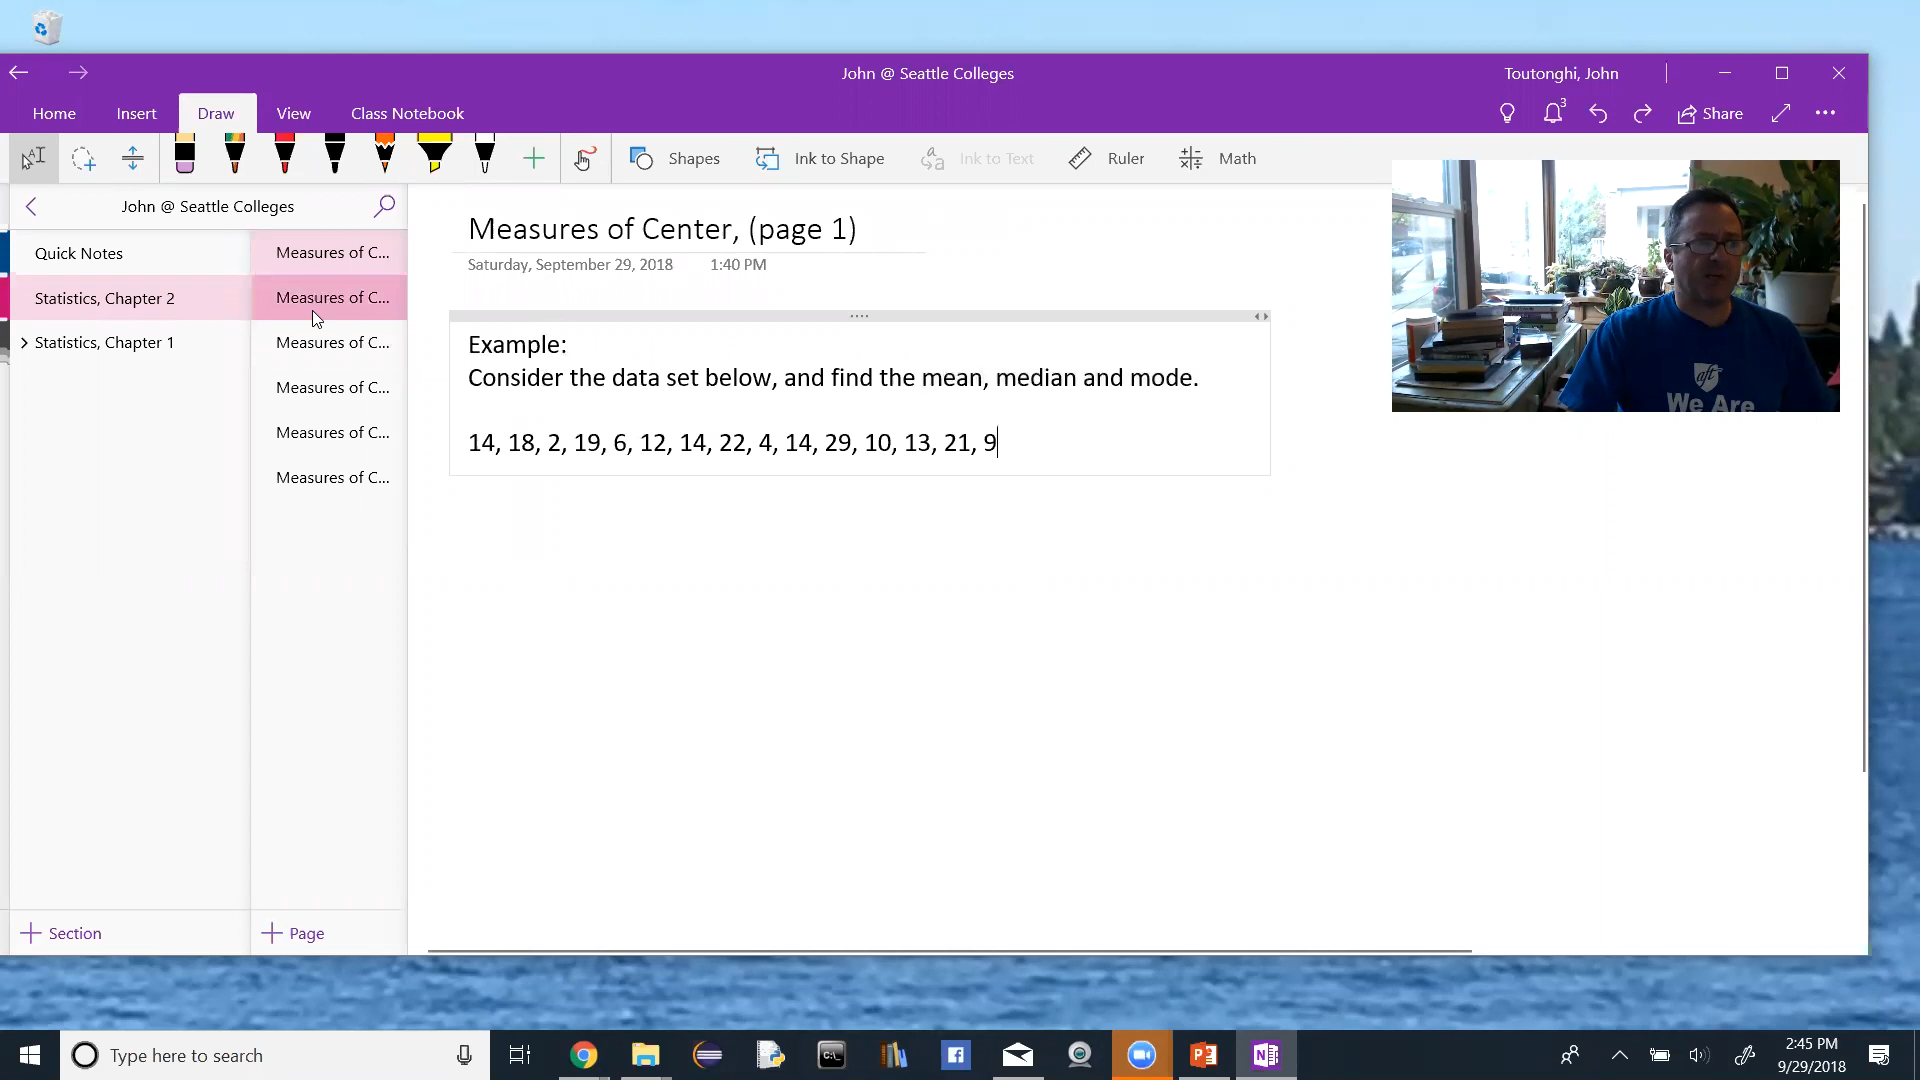 John @ Seattle Colleges
Toutonghi, John
Home
Insert
Draw
View
Class Notebook
3
Share
Shapes
Ink to Shape
Ink to Text
Ruler
Math
John @ Seattle Colleges
Quick Notes
Statistics, Chapter 2
Statistics, Chapter 1
Measures of C...
Measures of C...
Measures of C...
Measures of C...
Measures of C...
Measures of C...
Section
Page
Measures of Center, (page 1)
Saturday, September 29, 2018 1:40 PM
Example:
Consider the data set below, and find the mean, median and mode.
14, 18, 2, 19, 6, 12, 14, 22, 4, 14, 29, 10, 13, 21, 9
aft
We Are
Type here to search
2:45 PM
9/29/2018